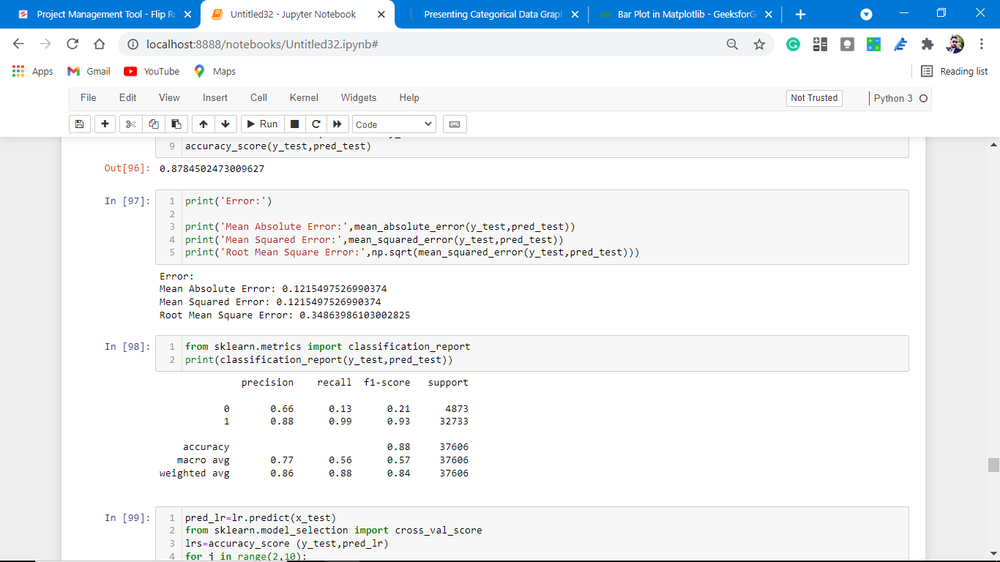 Project Management Tool - Flip Ro
Untitled32 - Jupyter Notebook
Presenting Categorical Data Graph
Bar Plot in Matplotlib - GeeksforGe
localhost:8888/notebooks/Untitled32.ipynb#
Apps Gmail YouTube Maps Reading list
File Edit View Insert Cell Kernel Widgets Help Not Trusted Python 3
Run Code
9 accuracy_score(y_test,pred_test)
Out[96]: 0.8784502473009627
In [97]: 1 print('Error:')
2
3 print('Mean Absolute Error:',mean_absolute_error(y_test,pred_test))
4 print('Mean Squared Error:',mean_squared_error(y_test,pred_test))
5 print('Root Mean Square Error:',np.sqrt(mean_squared_error(y_test,pred_test)))
Error:
Mean Absolute Error: 0.1215497526990374
Mean Squared Error: 0.1215497526990374
Root Mean Square Error: 0.34863986103002825
In [98]: 1 from sklearn.metrics import classification_report
2 print(classification_report(y_test,pred_test))
precision recall f1-score support
0 0.66 0.13 0.21 4873
1 0.88 0.99 0.93 32733
accuracy 0.88 37606
macro avg 0.77 0.56 0.57 37606
weighted avg 0.86 0.88 0.84 37606
In [99]: 1 pred_lr=lr.predict(x_test)
2 from sklearn.model_selection import cross_val_score
3 lrs=accuracy_score (y_test,pred_lr)
4 for j in range(2,10):